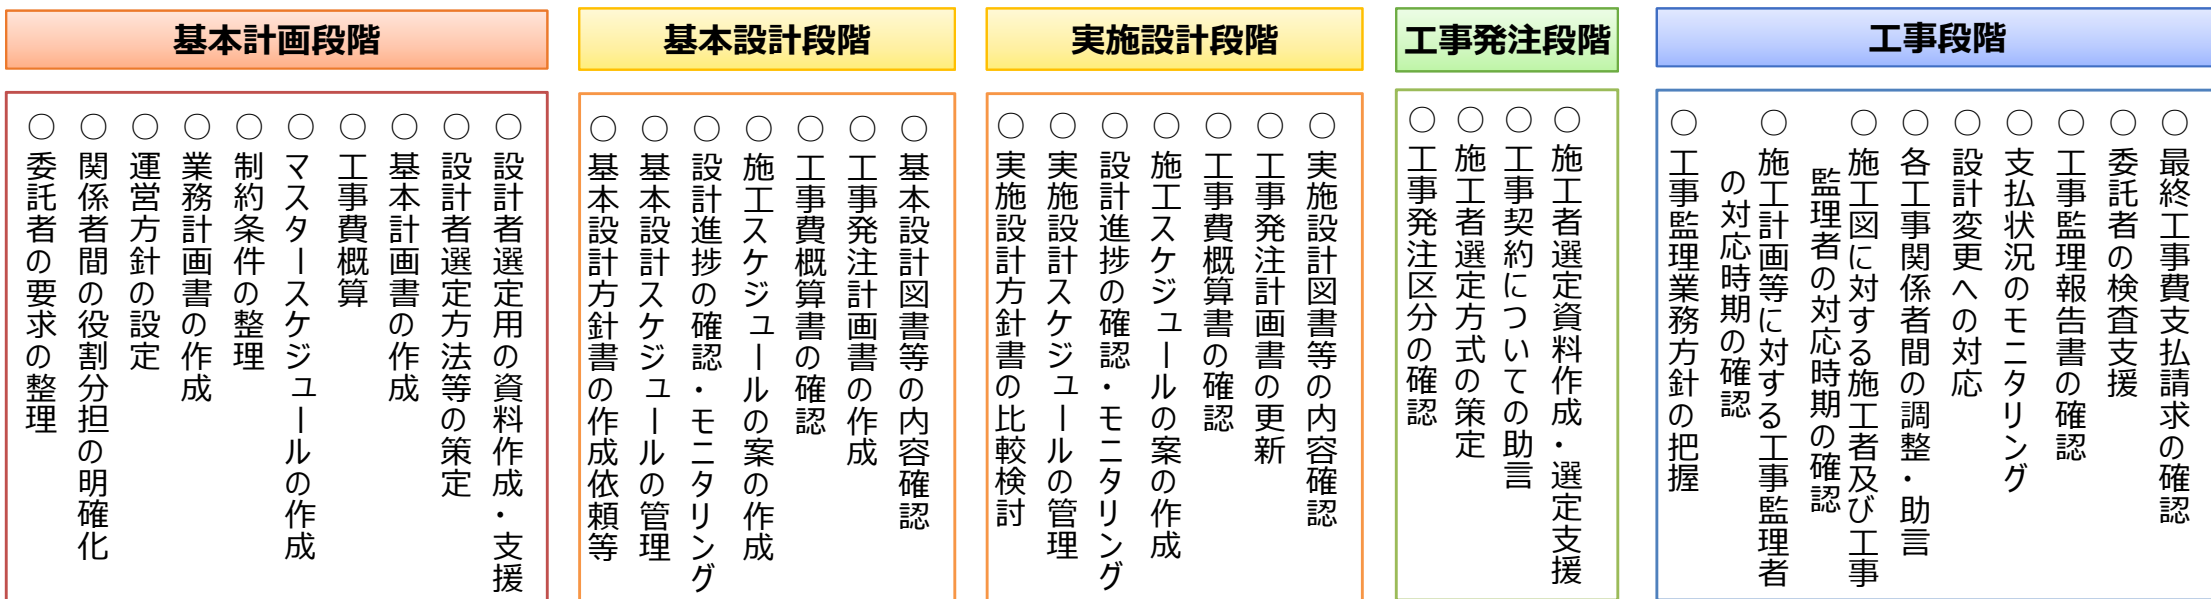 基本計画段階
○ 委託者の要求の整理
○ 関係者間の役割分担の明確化
○ 運営方針の設定
○ 業務計画書の作成
○ 制約条件の整理
○ マスタースケジュールの作成
○ 工事費概算
○ 基本計画書の作成
○ 設計者選定方法等の策定
○ 設計者選定用の資料作成・支援
基本設計段階
○ 基本設計方針書の作成依頼等
○ 基本設計スケジュールの管理
○ 設計進捗の確認・モニタリング
○ 施工スケジュールの案の作成
○ 工事費概算書の確認
○ 工事発注計画書の作成
○ 基本設計図書等の内容確認
実施設計段階
○ 実施設計方針書の比較検討
○ 実施設計スケジュールの管理
○ 設計進捗の確認・モニタリング
○ 施工スケジュールの案の作成
○ 工事費概算書の確認
○ 工事発注計画書の更新
○ 実施設計図書等の内容確認
工事発注段階
○ 工事発注区分の確認
○ 施工者選定方式の策定
○ 工事契約についての助言
○ 施工者選定資料作成・選定支援
工事段階
○ 工事監理業務方針の把握
○ 施工計画等に対する工事監理者
の対応時期の確認
○ 施工図に対する施工者及び工事
監理者の対応時期の確認
○ 各工事関係者間の調整・助言
○ 設計変更への対応
○ 支払状況のモニタリング
○ 工事監理報告書の確認
○ 委託者の検査支援
○ 最終工事費支払請求の確認